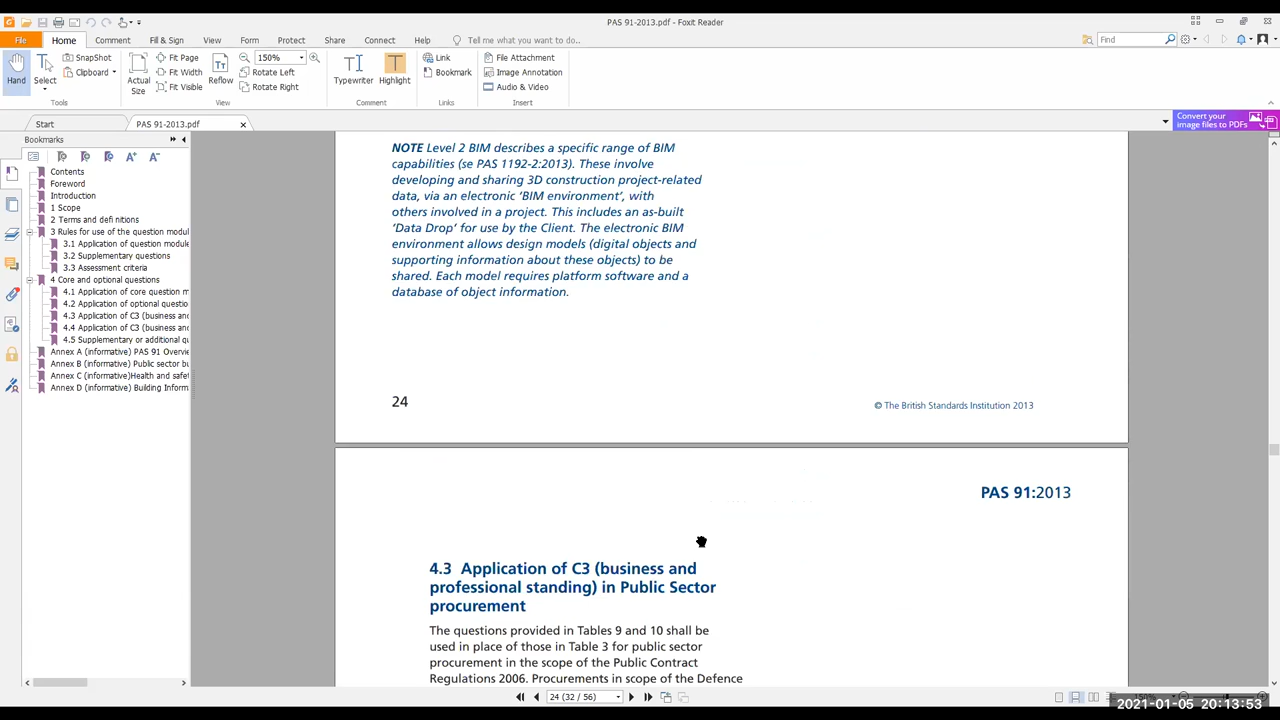 PAS 91-2013.pdf - Foxit Reader
File Home Comment Fill & Sign View Form Protect Share Connect Help Tell me what you want to do... Find
Hand Select SnapShot Clipboard Actual Size Fit Page Fit Width Fit Visible Reflow 150% Rotate Left Rotate Right Typewriter Highlight Link Bookmark File Attachment Image Annotation Audio & Video
Tools View Comment Links Insert
Start PAS 91-2013.pdf Convert your image files to PDFs
Bookmarks
Contents
Foreword
Introduction
1 Scope
2 Terms and defi nitions
3 Rules for use of the question modul
3.1 Application of question module
3.2 Supplementary questions
3.3 Assessment criteria
4 Core and optional questions
4.1 Application of core question m
4.2 Application of optional questio
4.3 Application of C3 (business anc
4.4 Application of C3 (business anc
4.5 Supplementary or additional qu
Annex A (informative) PAS 91 Overvie
Annex B (informative) Public sector bu
Annex C (informative)Health and safet
Annex D (informative) Building Inform
NOTE Level 2 BIM describes a specific range of BIM
capabilities (se PAS 1192-2:2013). These involve
developing and sharing 3D construction project-related
data, via an electronic ‘BIM environment’, with
others involved in a project. This includes an as-built
‘Data Drop’ for use by the Client. The electronic BIM
environment allows design models (digital objects and
supporting information about these objects) to be
shared. Each model requires platform software and a
database of object information.
24
© The British Standards Institution 2013
PAS 91:2013
4.3 Application of C3 (business and
professional standing) in Public Sector
procurement
The questions provided in Tables 9 and 10 shall be
used in place of those in Table 3 for public sector
procurement in the scope of the Public Contract
Regulations 2006. Procurements in scope of the Defence
24 (32 / 56)
2021-01-05 20:13:53